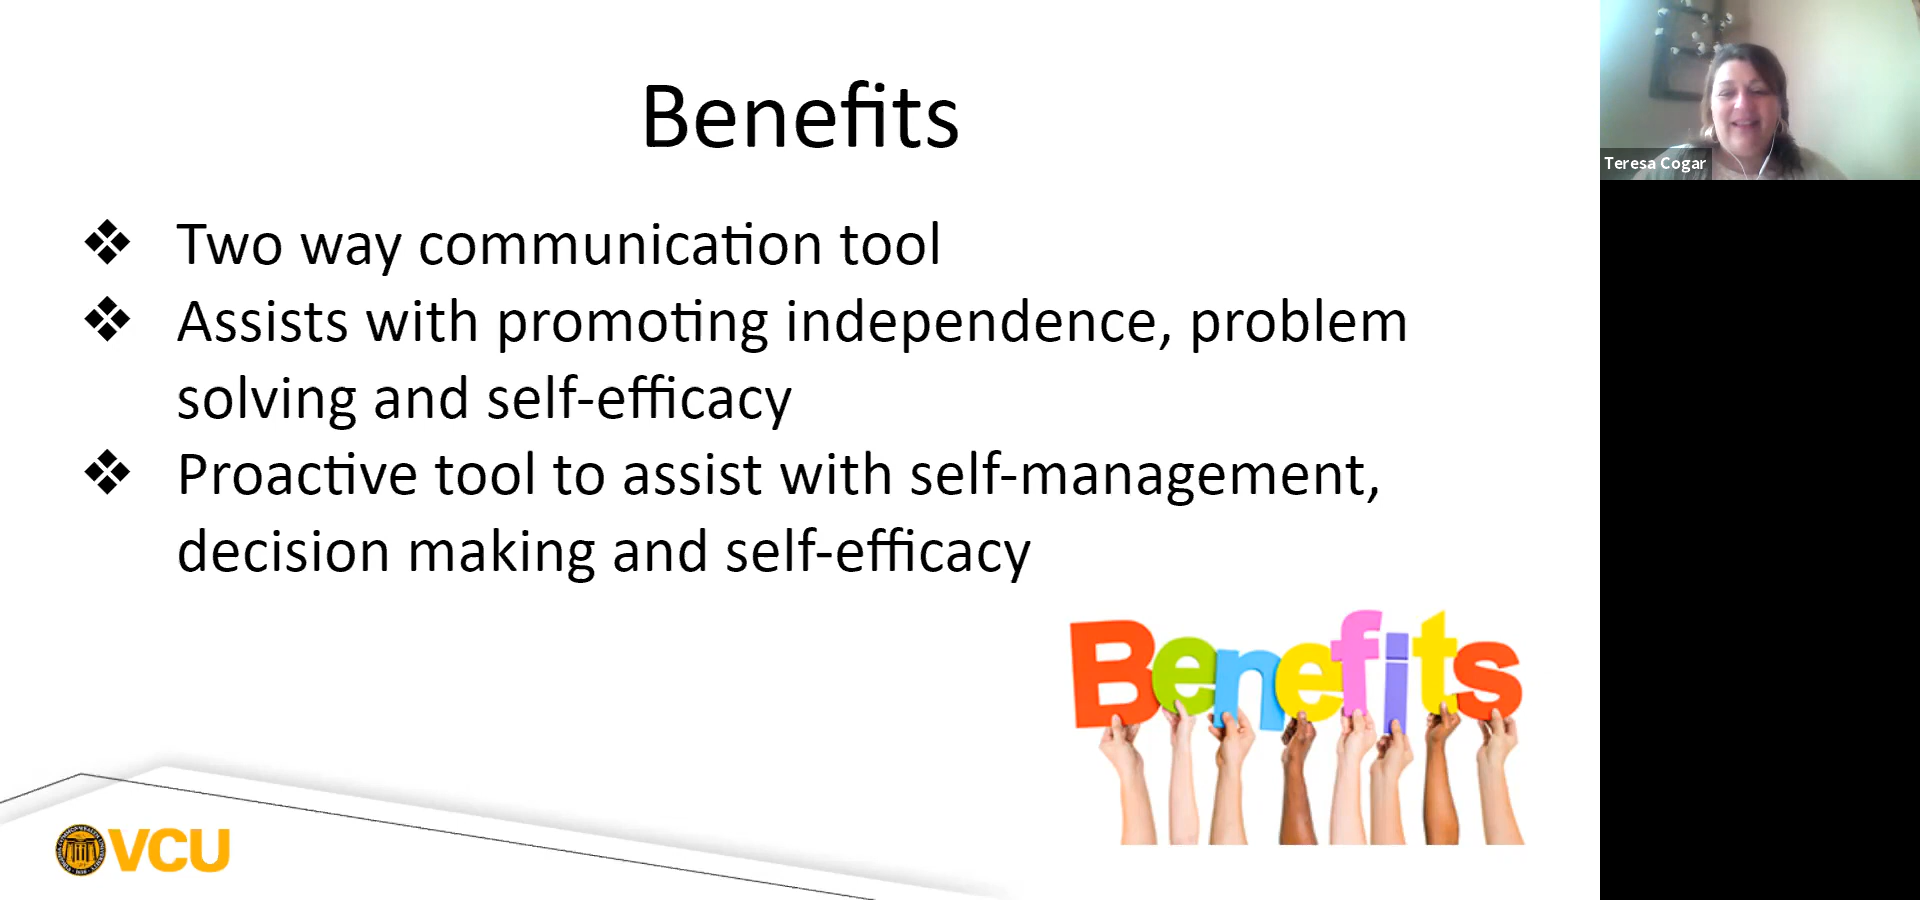 Benefits
Two way communication tool
Assists with promoting independence, problem
solving and self-efficacy
Proactive tool to assist with self-management,
decision making and self-efficacy
Benefits
VCU
Teresa Cogar